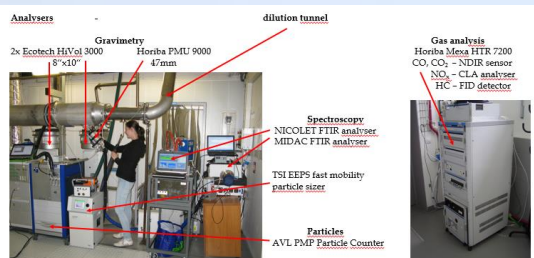 Analysers - dilution tunnel
Gravimetry
2x Ecotech HiVol 3000 Horiba PMU 9000
8"x10" 47mm
Gas analysis
Horiba Mexa HTR 7200
CO, CO₂ – NDIR sensor
NOₓ – CLA analyser
HC – FID detector
Spectroscopy
NICOLET FTIR analyser
MIDAC FTIR analyser
TSI EEPS fast mobility
particle sizer
Particles
AVL PMP Particle Counter